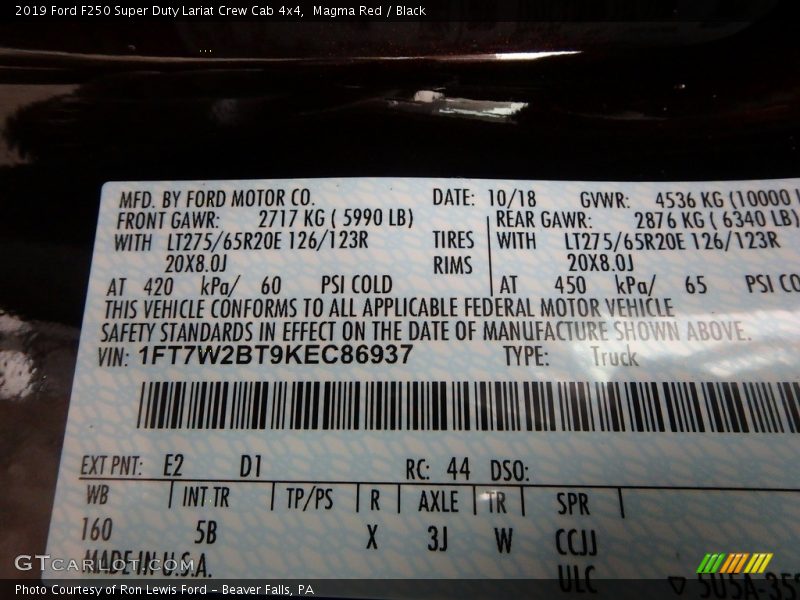 2019 Ford F250 Super Duty Lariat Crew Cab 4x4, Magma Red / Black
MFD. BY FORD MOTOR CO. DATE: 10/18 GVWR: 4536 KG (10000
FRONT GAWR: 2717 KG ( 5990 LB) REAR GAWR: 2876 KG ( 6340 LB)
WITH LT275/65R20E 126/123R TIRES WITH LT275/65R20E 126/123R
20X8.0J RIMS 20X8.0J
AT 420 kPa/ 60 PSI COLD AT 450 kPa/ 65 PSI CO
THIS VEHICLE CONFORMS TO ALL APPLICABLE FEDERAL MOTOR VEHICLE
SAFETY STANDARDS IN EFFECT ON THE DATE OF MANUFACTURE SHOWN ABOVE.
VIN: 1FT7W2BT9KEC86937 TYPE: Truck
EXT PNT: E2 D1 RC: 44 DSO:
WB INT TR TP/PS R AXLE TR SPR
160 5B X 3J W CCJJ
MADE IN U.S.A. ULC
GTCarLot.com
Photo Courtesy of Ron Lewis Ford - Beaver Falls, PA